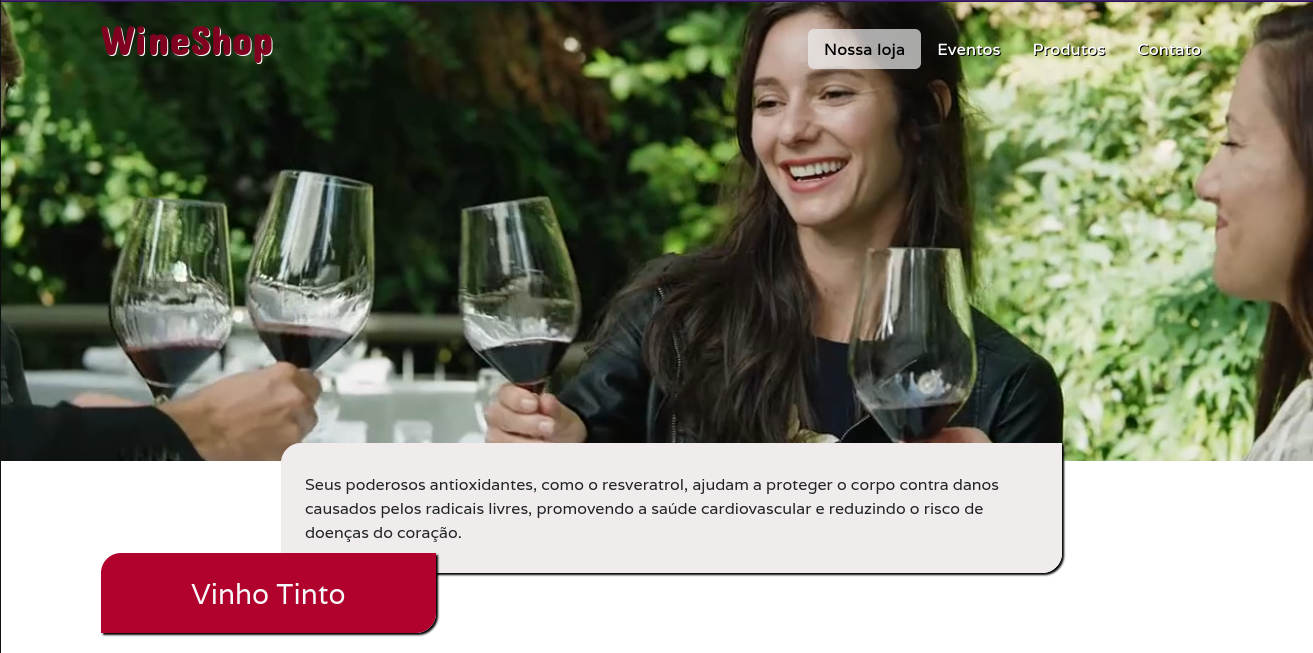 WineShop
Nossa loja Eventos Produtos Contato
Seus poderosos antioxidantes, como o resveratrol, ajudam a proteger o corpo contra danos
causados pelos radicais livres, promovendo a saúde cardiovascular e reduzindo o risco de
doenças do coração.
Vinho Tinto